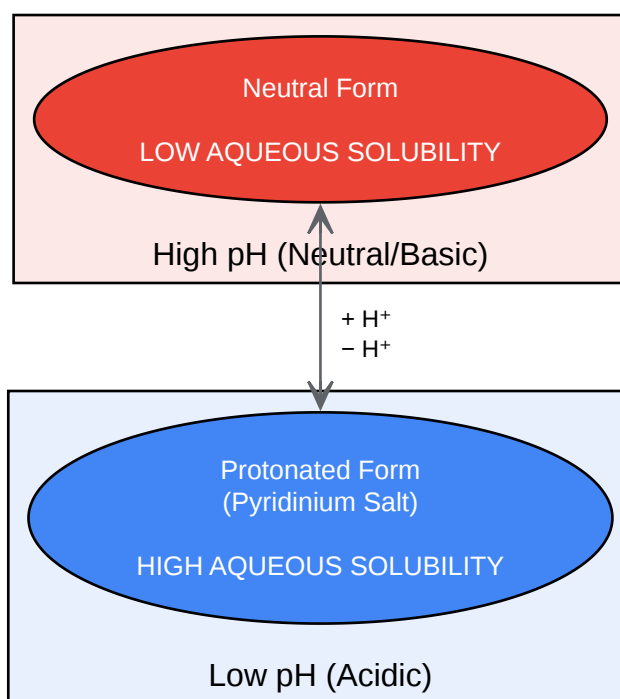 Neutral Form
LOW AQUEOUS SOLUBILITY
High pH (Neutral/Basic)
+ H⁺
− H⁺
Protonated Form
(Pyridinium Salt)
HIGH AQUEOUS SOLUBILITY
Low pH (Acidic)